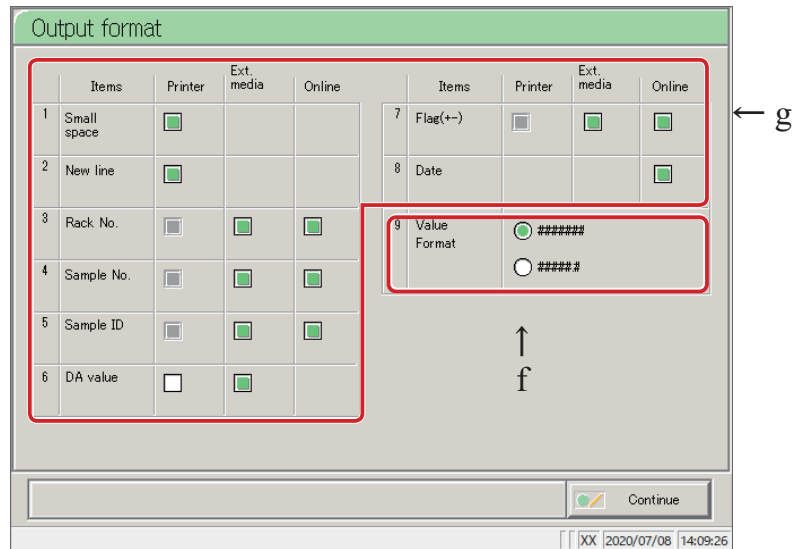 Output format
Items Printer Ext. media Online
1 Small space
2 New line
3 Rack No.
4 Sample No.
5 Sample ID
6 DA value
Items Printer Ext. media Online
7 Flag(+-)
8 Date
9 Value Format
#######
#####.#
← g
↑
f
Continue
XX 2020/07/08 14:09:26